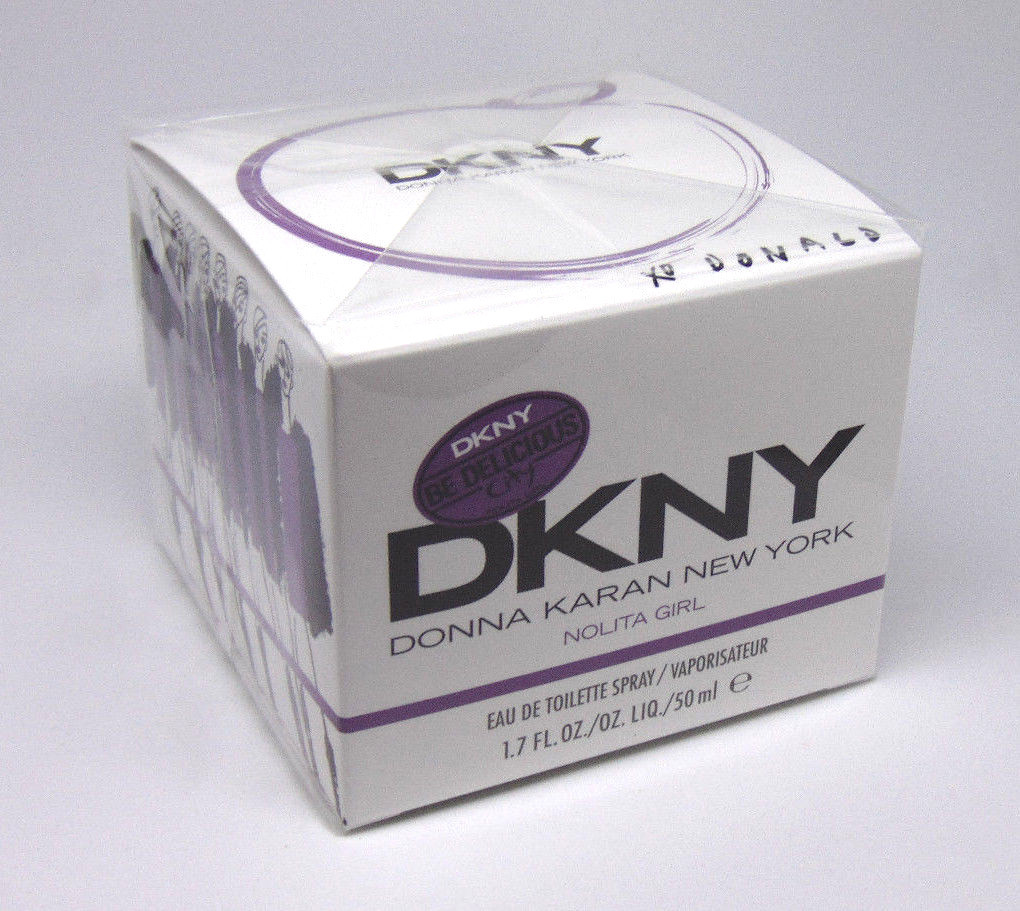 DKNY
DONNA KARAN NEW YORK
XO DONALD
DKNY
BE DELICIOUS
City
DKNY
DONNA KARAN NEW YORK
NOLITA GIRL
EAU DE TOILETTE SPRAY / VAPORISATEUR
1.7 FL. OZ./OZ. LIQ./50 ml ℮